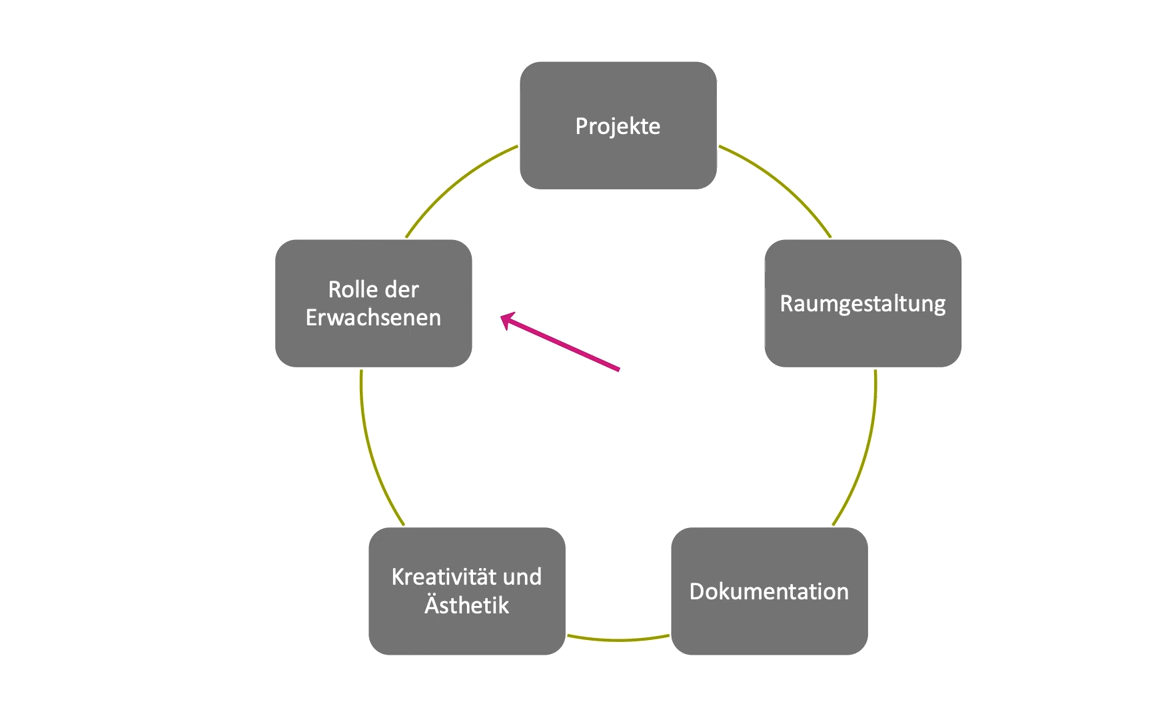 Projekte
Rolle der
Erwachsenen
Raumgestaltung
Kreativität und
Ästhetik
Dokumentation